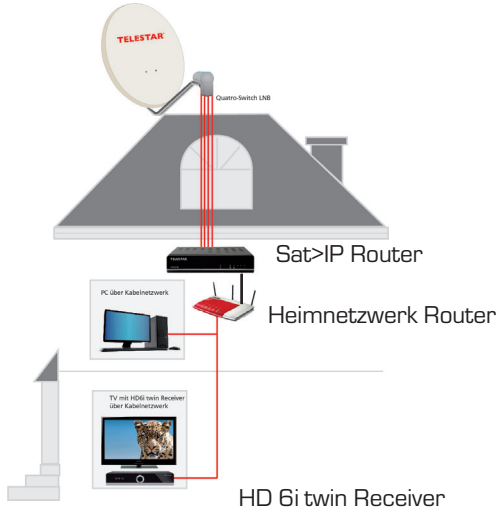 TELESTAR
Quatro-Switch LNB
TELESTAR
Sat>IP Router
PC über Kabelnetzwerk
Heimnetzwerk Router
TV mit HD6i twin Receiver
über Kabelnetzwerk
HD 6i twin Receiver